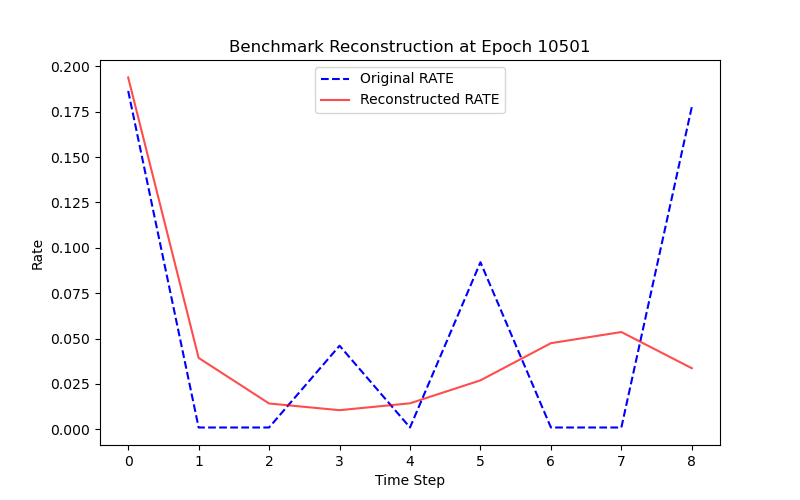 Benchmark Reconstruction at Epoch 10501
Original RATE
Reconstructed RATE
0.200
0.175
0.150
0.125
0.100
0.075
0.050
0.025
0.000
Rate
0 1 2 3 4 5 6 7 8
Time Step